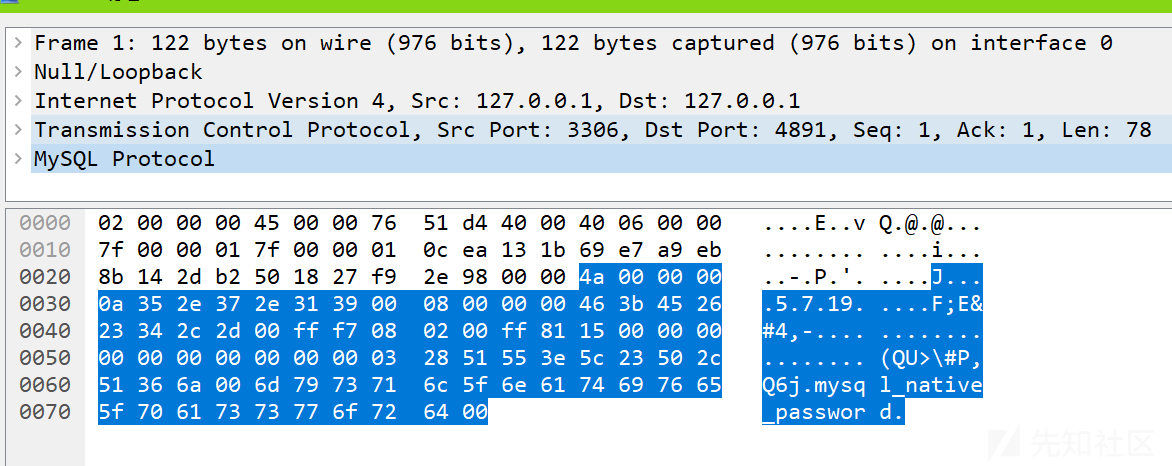 Frame 1: 122 bytes on wire (976 bits), 122 bytes captured (976 bits) on interface 0
Null/Loopback
Internet Protocol Version 4, Src: 127.0.0.1, Dst: 127.0.0.1
Transmission Control Protocol, Src Port: 3306, Dst Port: 4891, Seq: 1, Ack: 1, Len: 78
MySQL Protocol
0000 02 00 00 00 45 00 00 76 51 d4 40 00 40 06 00 00 ....E..v Q.@.@...
0010 7f 00 00 01 7f 00 00 01 0c ea 13 1b 69 e7 a9 eb ........ ....i...
0020 8b 14 2d b2 50 18 27 f9 2e 98 00 00 4a 00 00 00 ..-.P.'. ....J...
0030 0a 35 2e 37 2e 31 39 00 08 00 00 00 46 3b 45 26 .5.7.19. ....F;E&
0040 23 34 2c 2d 00 ff f7 08 02 00 ff 81 15 00 00 00 #4,-.... ........
0050 00 00 00 00 00 00 00 03 28 51 55 3e 5c 23 50 2c ........ (QU>\#P,
0060 51 36 6a 00 6d 79 73 71 6c 5f 6e 61 74 69 76 65 Q6j.mysq l_native
0070 5f 70 61 73 73 77 6f 72 64 00 _passwor d.
先知社区